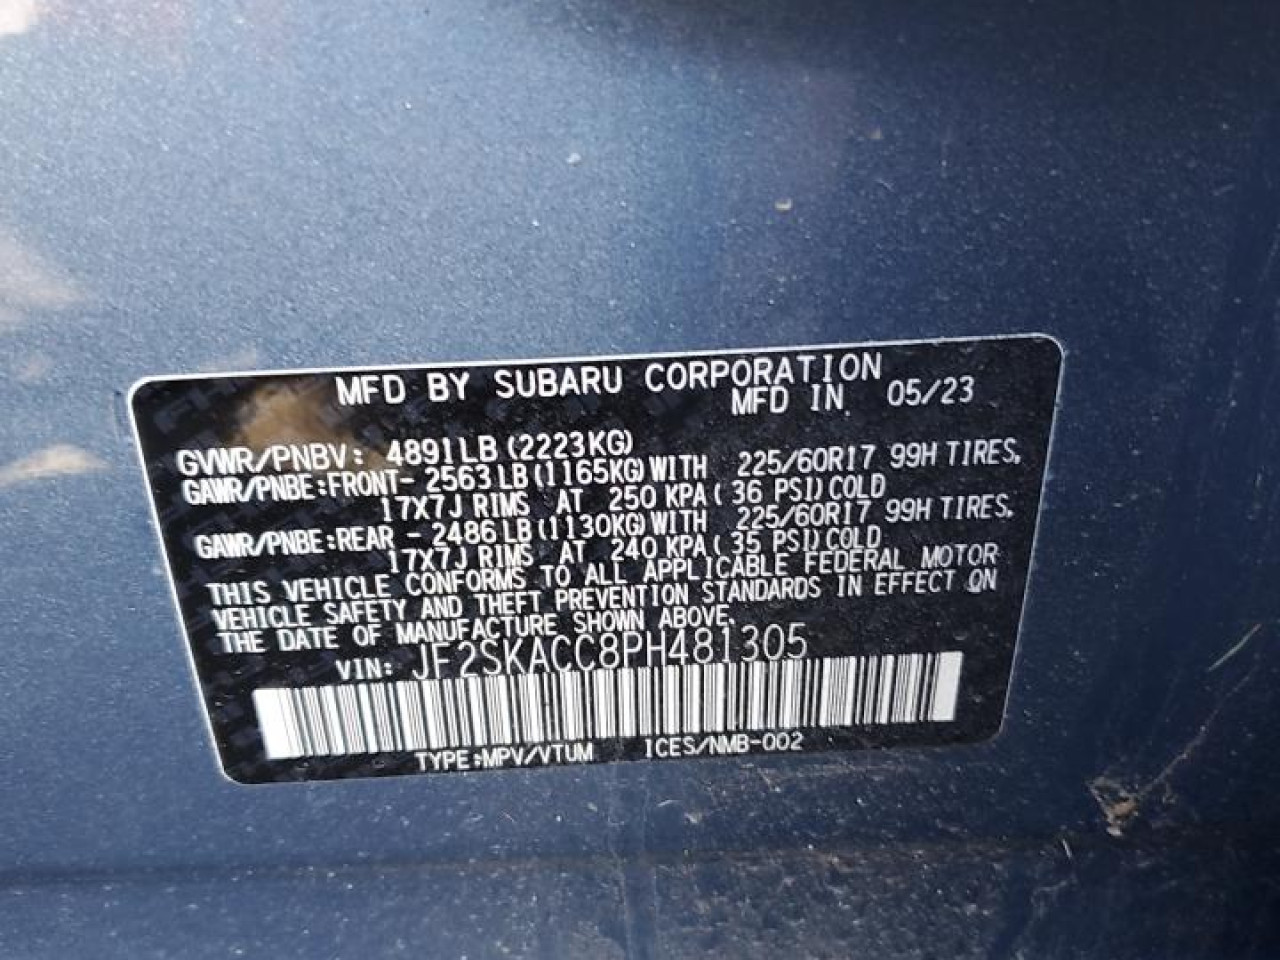 MFD BY SUBARU CORPORATION
MFD IN. 05/23
GVWR/PNBV: 4891LB (2223KG)
GAWR/PNBE:FRONT- 2563LB(1165KG)WITH 225/60R17 99H TIRES.
17X7J RIMS AT 250 KPA( 36 PSI)COLD
GAWR/PNBE:REAR - 2486LB(1130KG)WITH 225/60R17 99H TIRES.
17X7J RIMS AT 240 KPA( 35 PSI)COLD
THIS VEHICLE CONFORMS TO ALL APPLICABLE FEDERAL MOTOR
VEHICLE SAFETY AND THEFT PREVENTION STANDARDS IN EFFECT ON
THE DATE OF MANUFACTURE SHOWN ABOVE.
VIN: JF2SKACC8PH481305
TYPE:MPV/VTUM ICES/NMB-002